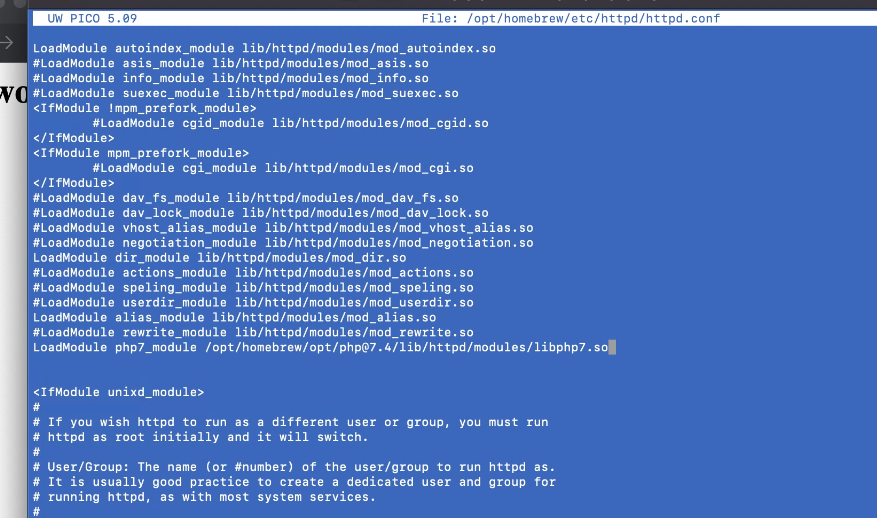 UW PICO 5.09 File: /opt/homebrew/etc/httpd/httpd.conf
LoadModule autoindex_module lib/httpd/modules/mod_autoindex.so
#LoadModule asis_module lib/httpd/modules/mod_asis.so
#LoadModule info_module lib/httpd/modules/mod_info.so
#LoadModule suexec_module lib/httpd/modules/mod_suexec.so
<IfModule !mpm_prefork_module>
#LoadModule cgid_module lib/httpd/modules/mod_cgid.so
</IfModule>
<IfModule mpm_prefork_module>
#LoadModule cgi_module lib/httpd/modules/mod_cgi.so
</IfModule>
#LoadModule dav_fs_module lib/httpd/modules/mod_dav_fs.so
#LoadModule dav_lock_module lib/httpd/modules/mod_dav_lock.so
#LoadModule vhost_alias_module lib/httpd/modules/mod_vhost_alias.so
#LoadModule negotiation_module lib/httpd/modules/mod_negotiation.so
LoadModule dir_module lib/httpd/modules/mod_dir.so
#LoadModule actions_module lib/httpd/modules/mod_actions.so
#LoadModule speling_module lib/httpd/modules/mod_speling.so
#LoadModule userdir_module lib/httpd/modules/mod_userdir.so
LoadModule alias_module lib/httpd/modules/mod_alias.so
#LoadModule rewrite_module lib/httpd/modules/mod_rewrite.so
LoadModule php7_module /opt/homebrew/opt/php@7.4/lib/httpd/modules/libphp7.so
<IfModule unixd_module>
#
# If you wish httpd to run as a different user or group, you must run
# httpd as root initially and it will switch.
#
# User/Group: The name (or #number) of the user/group to run httpd as.
# It is usually good practice to create a dedicated user and group for
# running httpd, as with most system services.
#